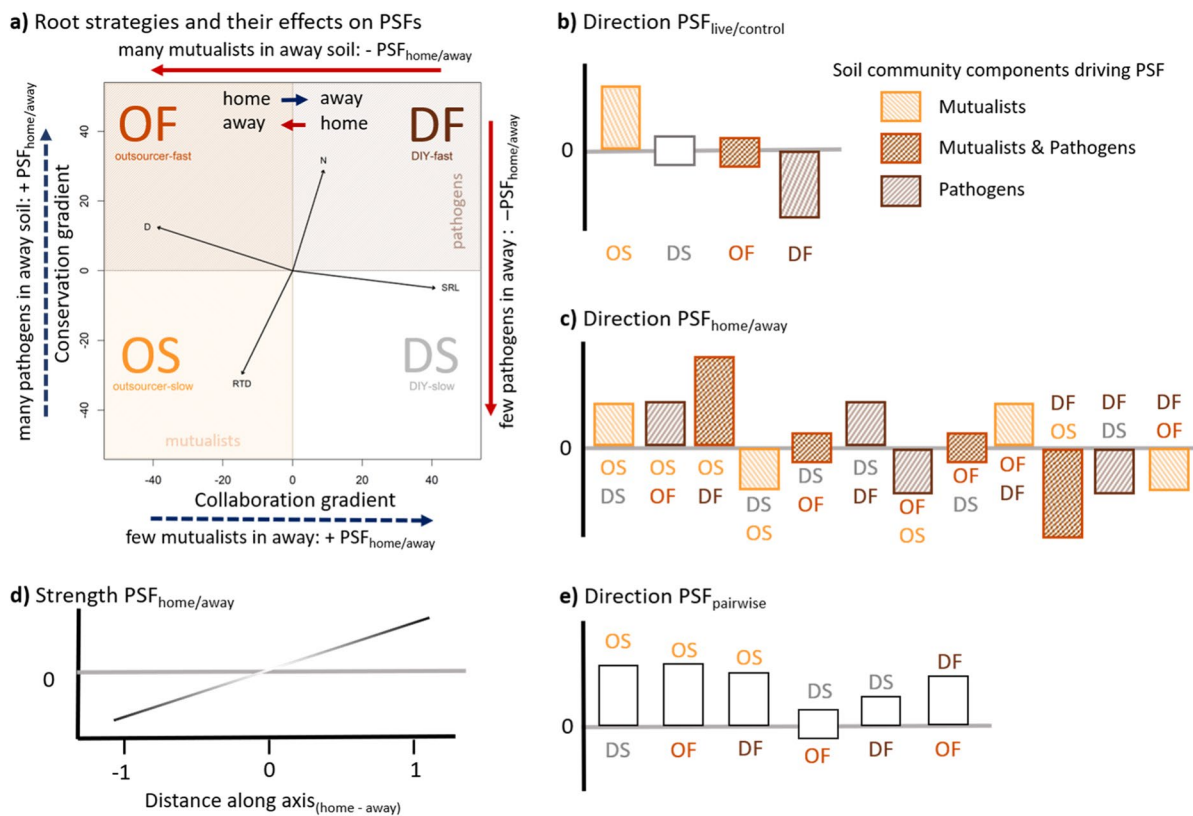 a) Root strategies and their effects on PSFs
many mutualists in away soil: - PSFhome/away
many pathogens in away soil: + PSFhome/away
Conservation gradient
40
20
0
-20
-40
OF
outsourcer-fast
home → away
away ← home
DF
DIY-fast
N
D
pathogens
SRL
OS
outsourcer-slow
RTD
DS
DIY-slow
mutualists
few pathogens in away : −PSFhome/away
-40 -20 0 20 40
Collaboration gradient
few mutualists in away: + PSFhome/away
b) Direction PSFlive/control
0
OS DS OF DF
Soil community components driving PSF
Mutualists
Mutualists & Pathogens
Pathogens
c) Direction PSFhome/away
0
DF DF DF
OS DS OF
OS OS OS DS DS OF OF
DS OF DF DS OF DF OF DS DF
OS OS
d) Strength PSFhome/away
0
-1 0 1
Distance along axis(home - away)
e) Direction PSFpairwise
OS OS OS DS DS DF
0
DS OF DF OF DF OF